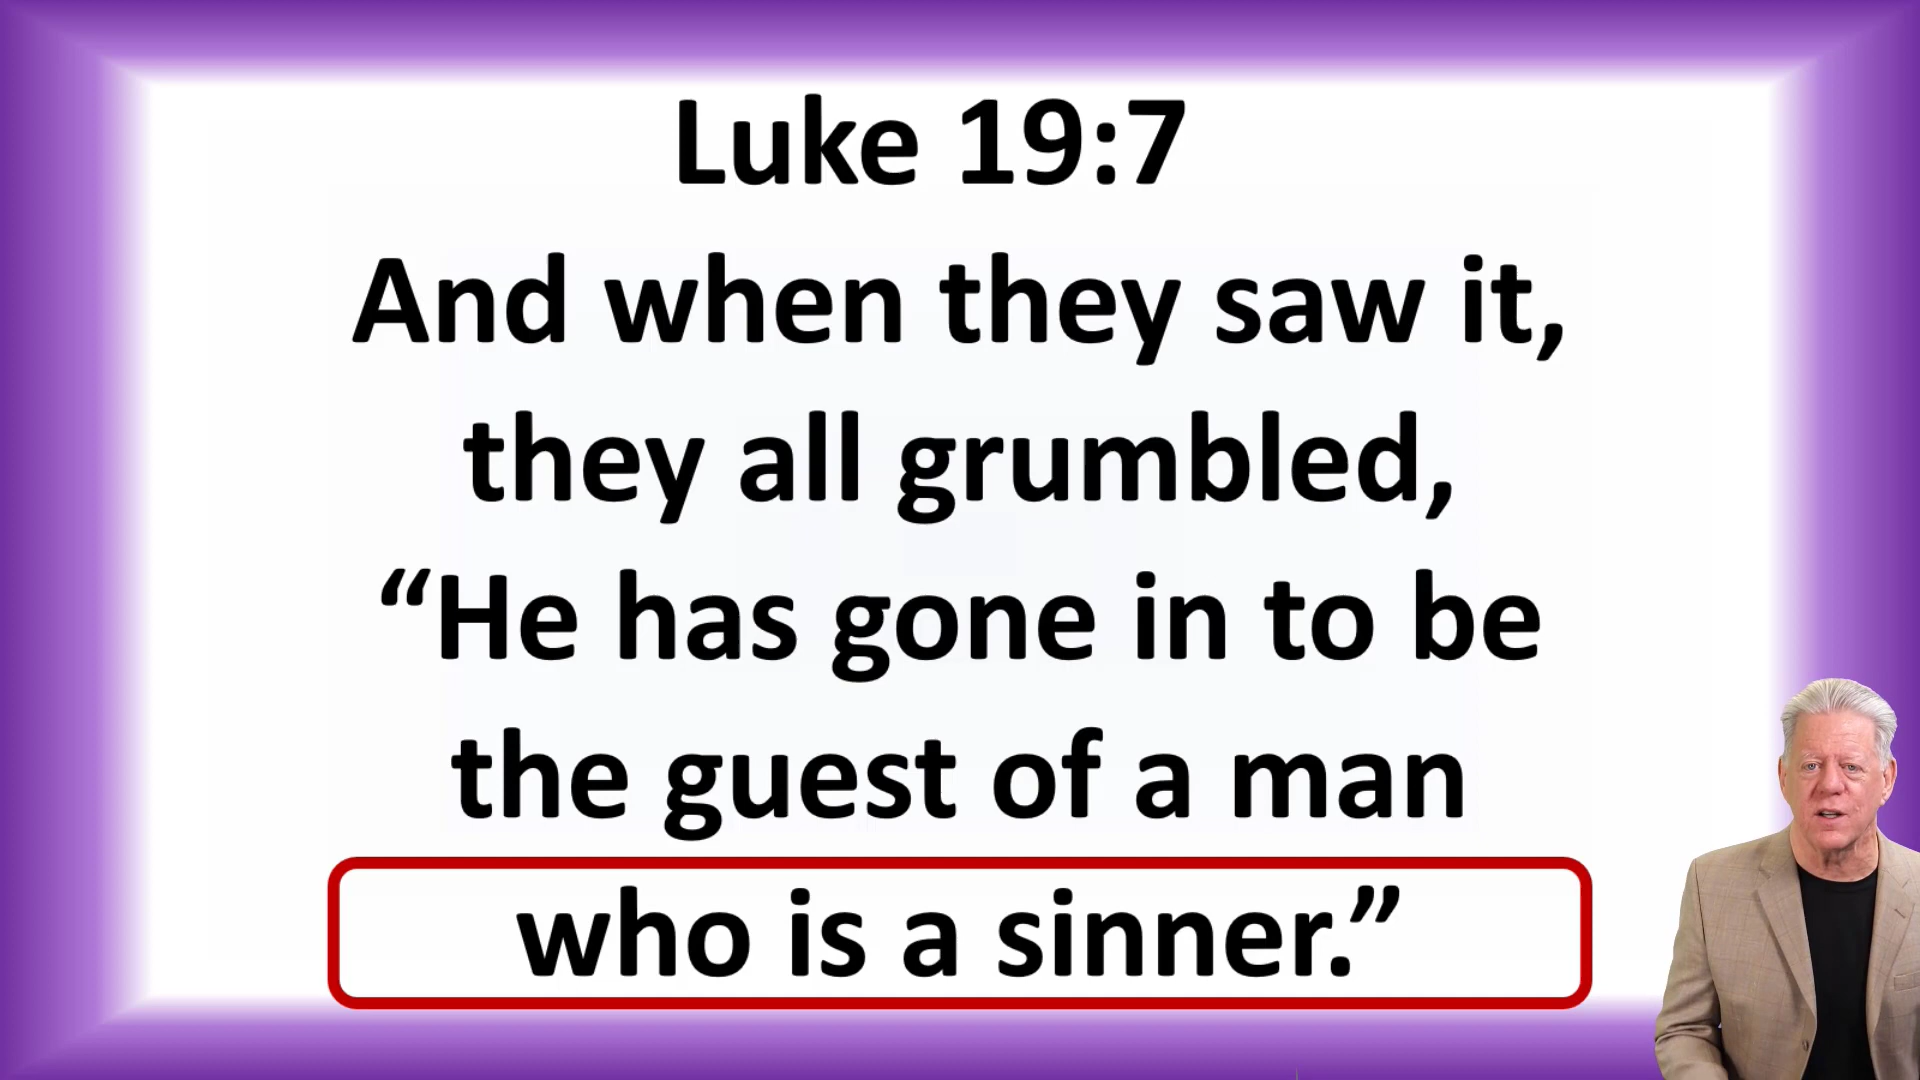 Luke 19:7
And when they saw it,
they all grumbled,
“He has gone in to be
the guest of a man
who is a sinner.”